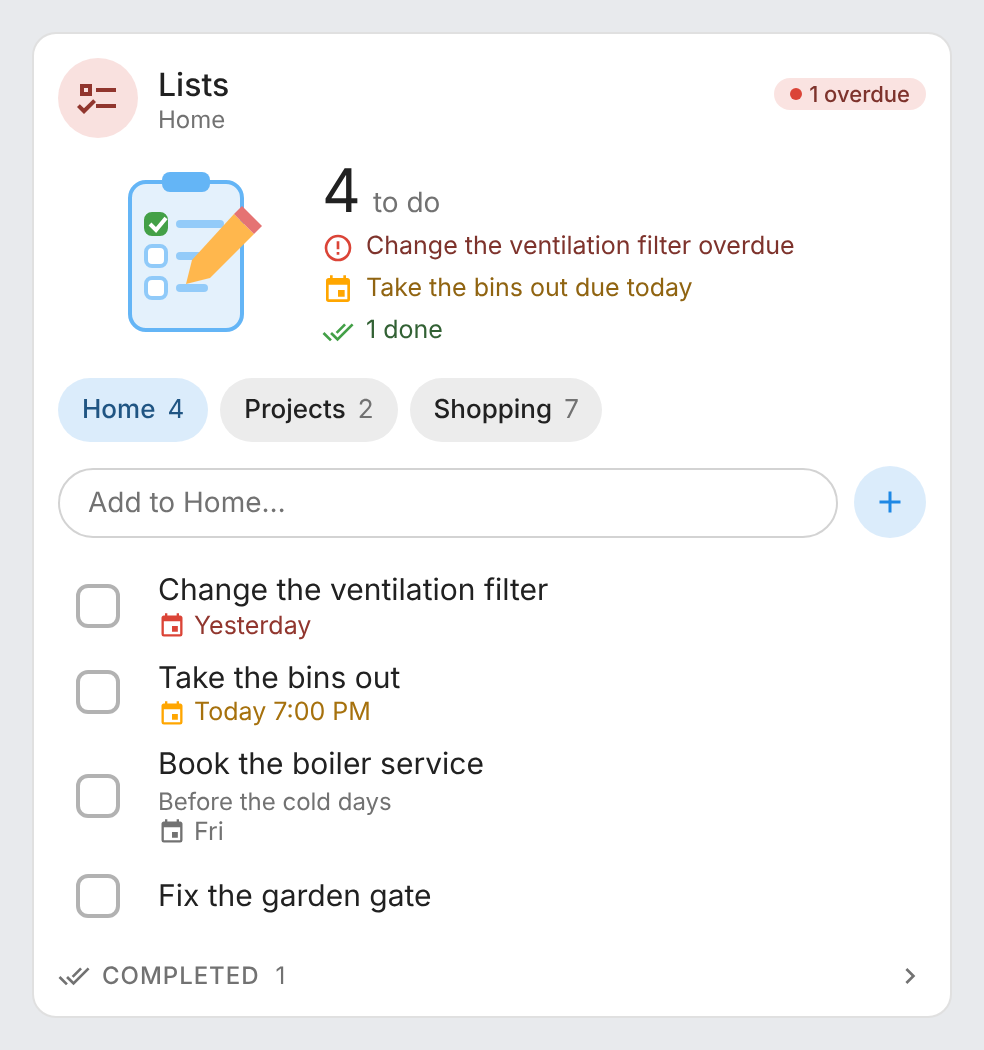 Lists
Home
1 overdue
4 to do
Change the ventilation filter overdue
Take the bins out due today
1 done
Home 4
Projects 2
Shopping 7
Add to Home...
Change the ventilation filter
Yesterday
Take the bins out
Today 7:00 PM
Book the boiler service
Before the cold days
Fri
Fix the garden gate
COMPLETED 1